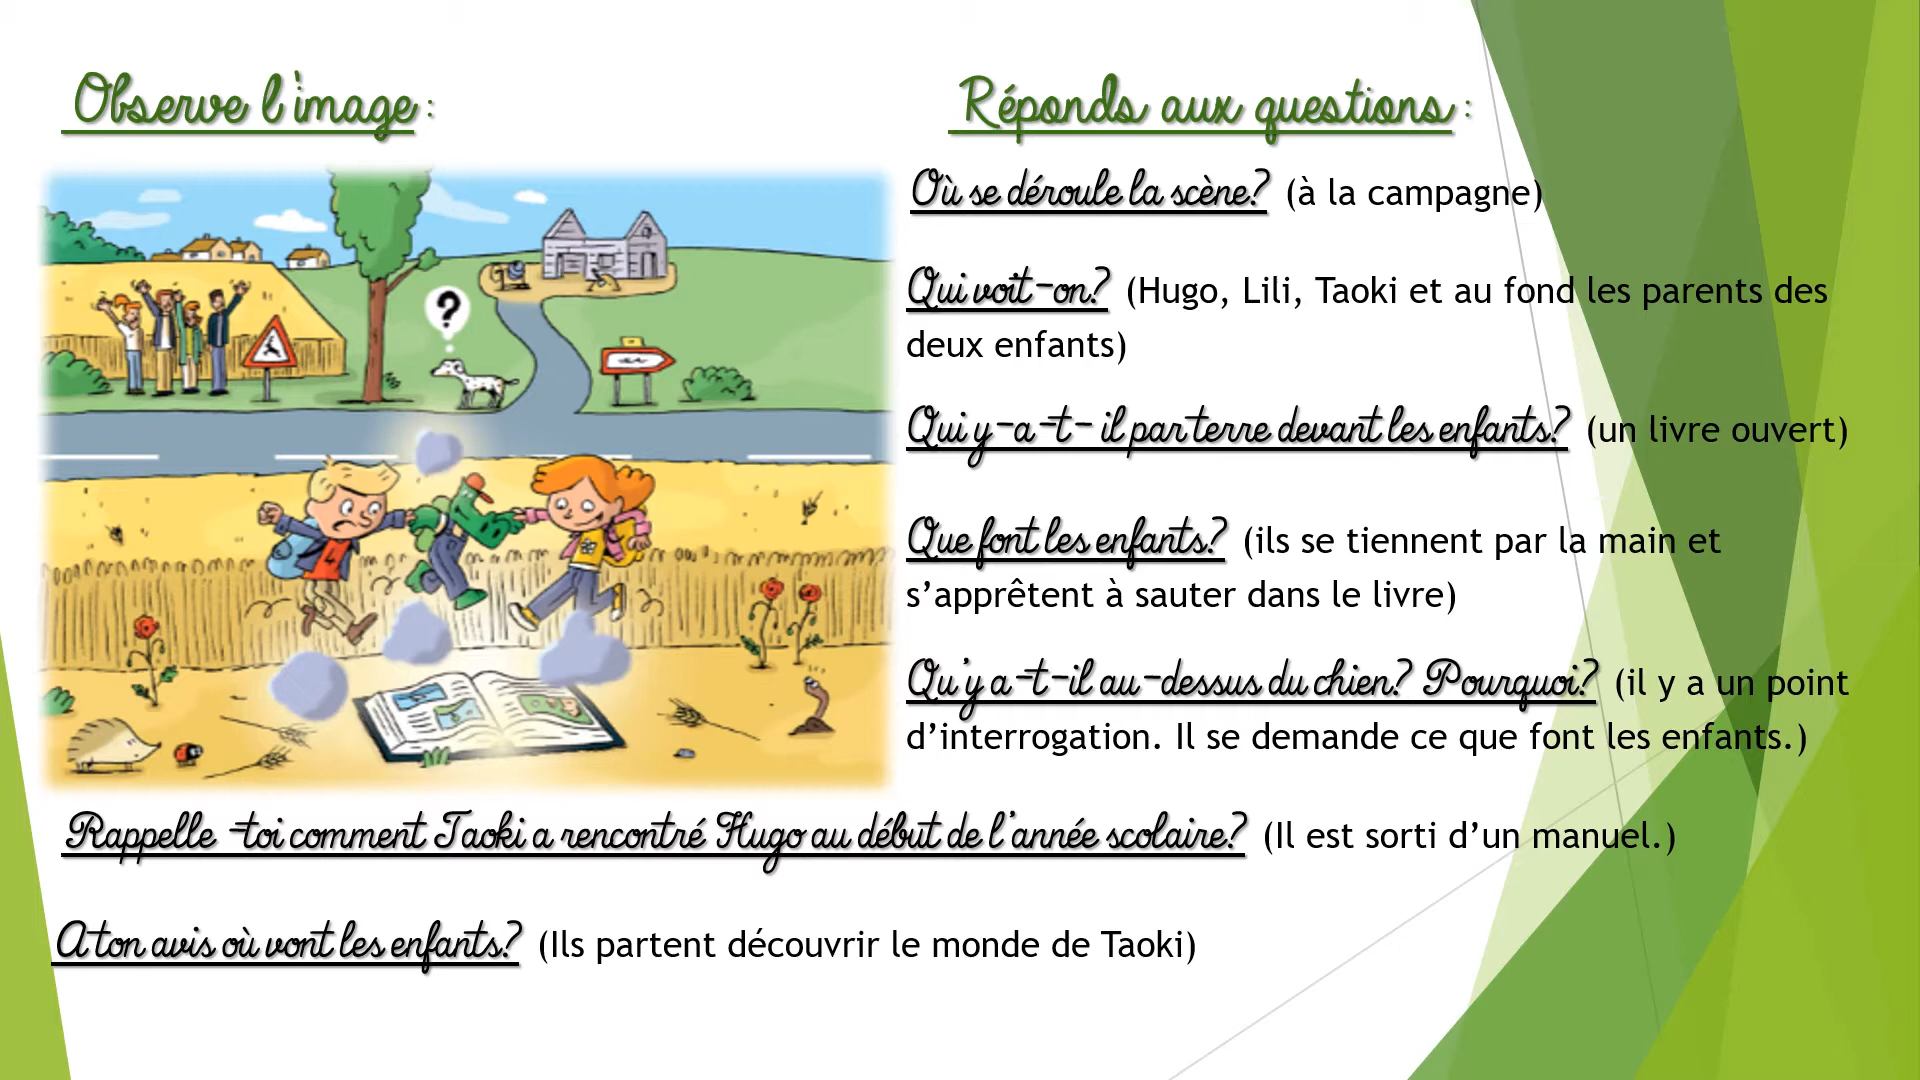 Observe l'image :
Réponds aux questions :
Où se déroule la scène? (à la campagne)
Qui voit-on? (Hugo, Lili, Taoki et au fond les parents des
deux enfants)
Qui y-a-t- il par terre devant les enfants? (un livre ouvert)
Que font les enfants? (ils se tiennent par la main et
s'apprêtent à sauter dans le livre)
Qu'y a-t-il au-dessus du chien? Pourquoi? (il y a un point
d'interrogation. Il se demande ce que font les enfants.)
?
Rappelle -toi comment Taoki a rencontré Hugo au début de l'année scolaire? (Il est sorti d'un manuel.)
A ton avis où vont les enfants? (Ils partent découvrir le monde de Taoki)